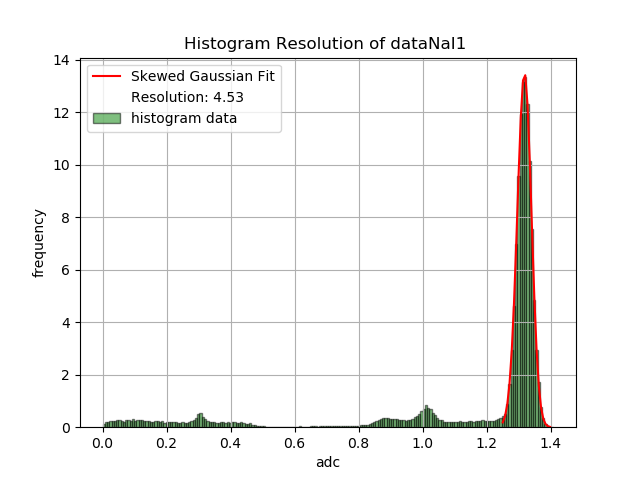 Histogram Resolution of dataNaI1
Skewed Gaussian Fit
Resolution: 4.53
histogram data
14
12
10
8
6
4
2
0
frequency
0.0 0.2 0.4 0.6 0.8 1.0 1.2 1.4
adc